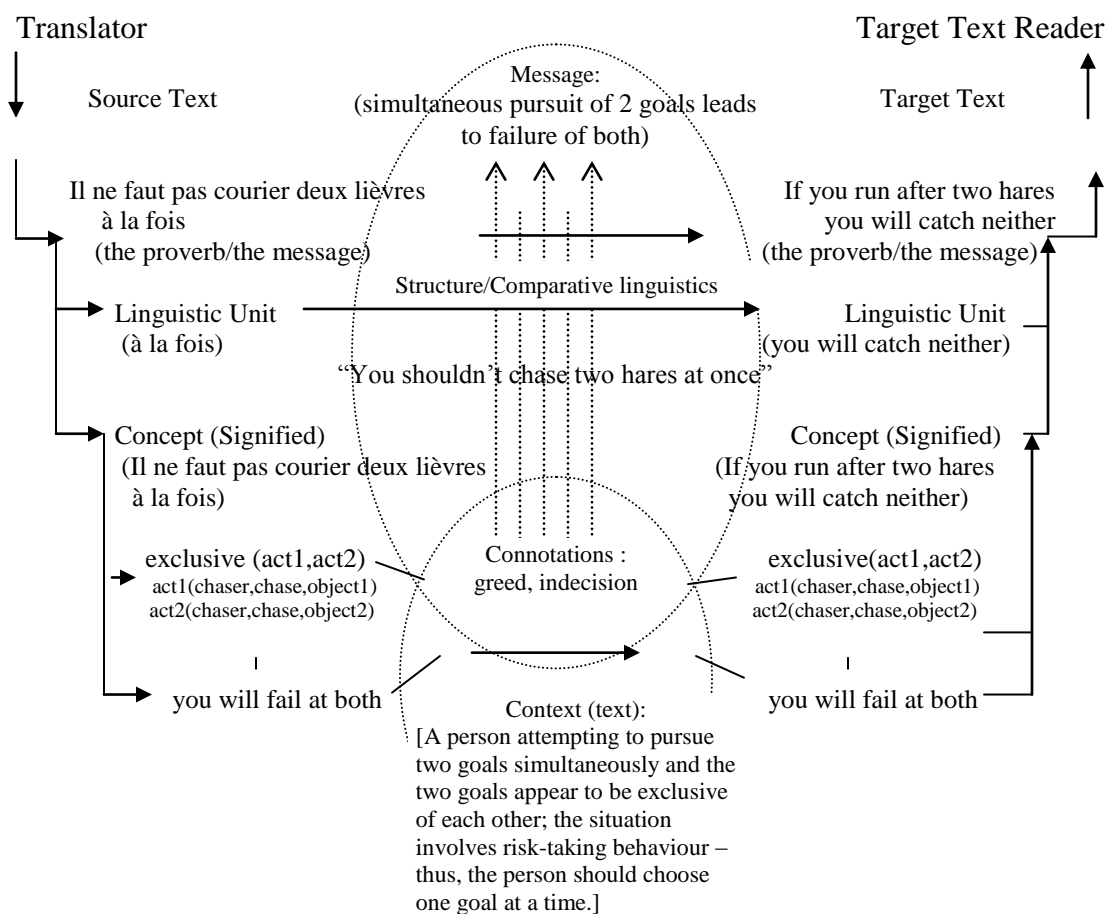 Translator
Target Text Reader
Source Text
Message:
(simultaneous pursuit of 2 goals leads
to failure of both)
Target Text
Il ne faut pas courier deux lièvres
à la fois
(the proverb/the message)
If you run after two hares
you will catch neither
(the proverb/the message)
Structure/Comparative linguistics
Linguistic Unit
(à la fois)
Linguistic Unit
(you will catch neither)
“You shouldn’t chase two hares at once”
Concept (Signified)
(Il ne faut pas courier deux lièvres
à la fois)
Concept (Signified)
(If you run after two hares
you will catch neither)
exclusive (act1,act2)
act1(chaser,chase,object1)
act2(chaser,chase,object2)
Connotations :
greed, indecision
exclusive(act1,act2)
act1(chaser,chase,object1)
act2(chaser,chase,object2)
you will fail at both
you will fail at both
Context (text):
[A person attempting to pursue
two goals simultaneously and the
two goals appear to be exclusive
of each other; the situation
involves risk-taking behaviour –
thus, the person should choose
one goal at a time.]